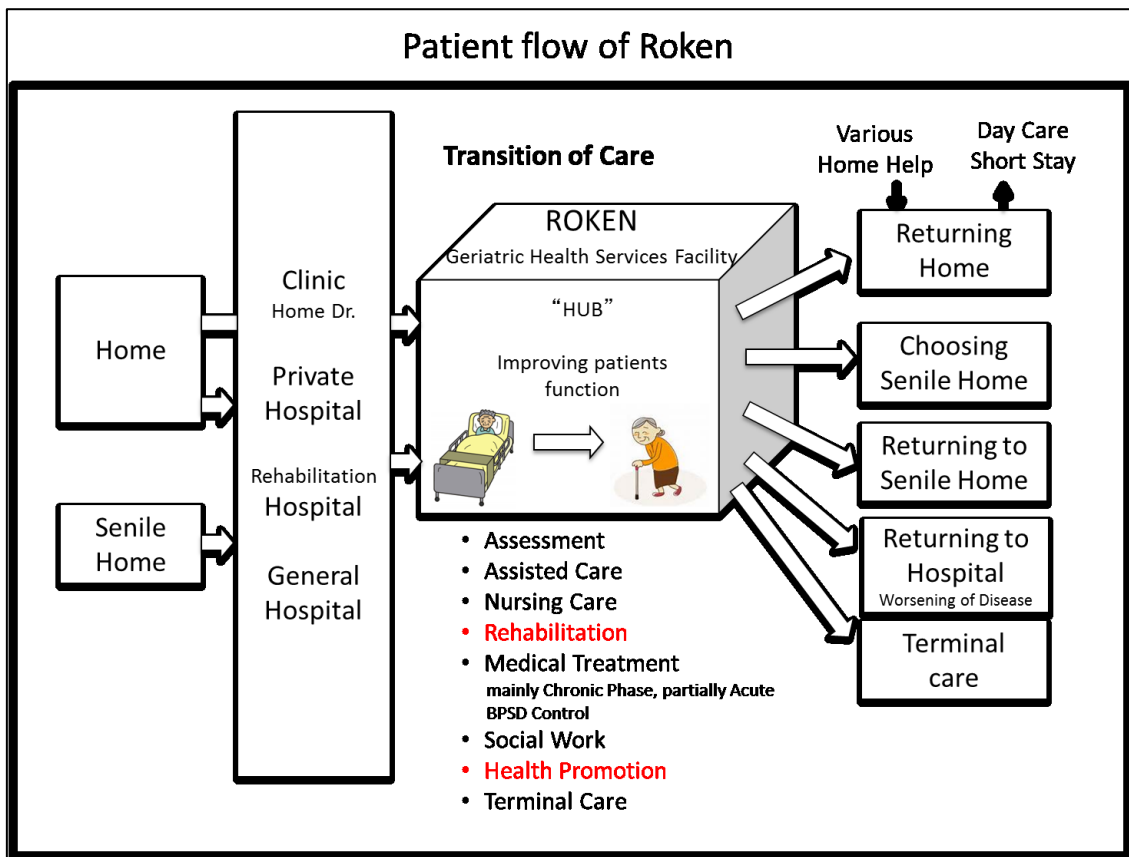 Patient flow of Roken
Home
Senile
Home
Clinic
Home Dr.
Private
Hospital
Rehabilitation
Hospital
General
Hospital
Transition of Care
ROKEN
Geriatric Health Services Facility
“HUB”
Improving patients
function
• Assessment
• Assisted Care
• Nursing Care
• Rehabilitation
• Medical Treatment
mainly Chronic Phase, partially Acute
BPSD Control
• Social Work
• Health Promotion
• Terminal Care
Various
Home Help
Day Care
Short Stay
Returning
Home
Choosing
Senile Home
Returning to
Senile Home
Returning to
Hospital
Worsening of Disease
Terminal
care